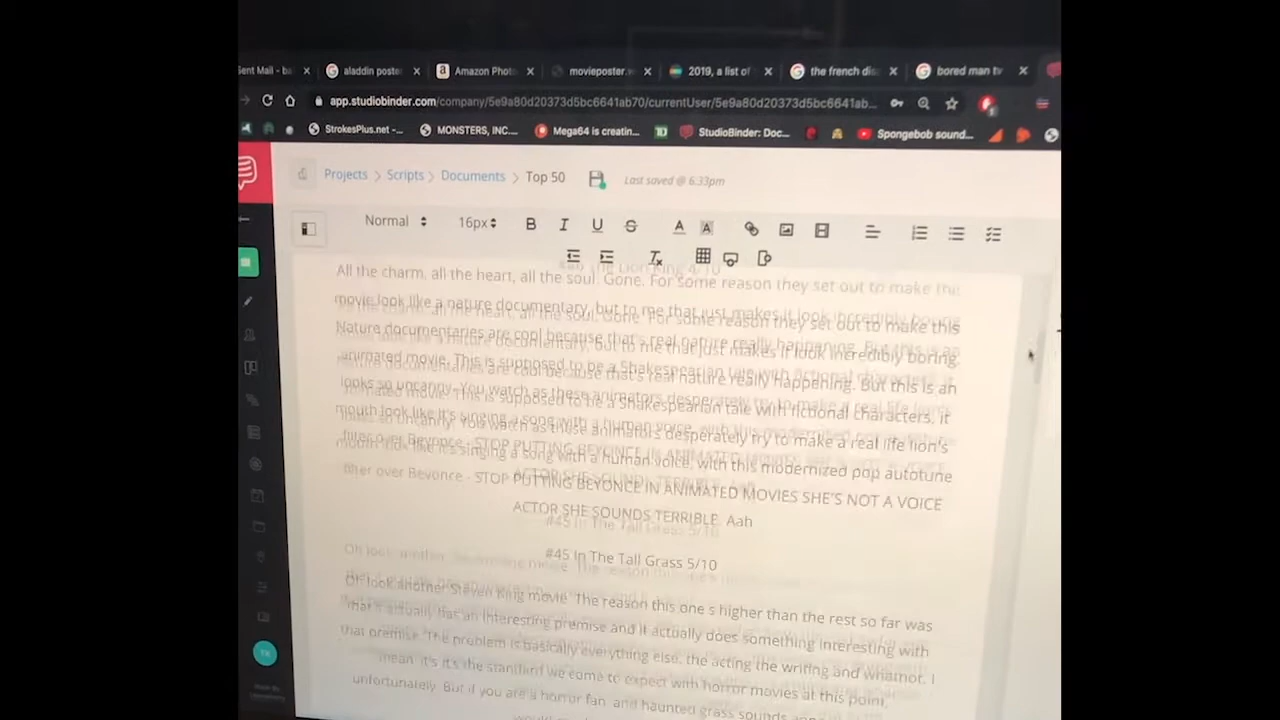 Sent Mail - ba
aladdin poste
Amazon Phot
movieposter.
2019, a list of
the french dis
bored man tv
app.studiobinder.com/company/5e9a80d20373d5bc6641ab70/currentUser/5e9a80d20373d5bc6641ab...
StrokesPlus.net -...
MONSTERS, INC....
Mega64 is creatin...
StudioBinder: Doc...
Spongebob sound...
Projects > Scripts > Documents > Top 50
Last saved @ 6:33pm
Normal
16px
B I U S A A
All the charm, all the heart, all the soul. Gone. For some reason they set out to make this
movie look like a nature documentary, but to me that just makes it look incredibly boring.
Nature documentaries are cool because that's real nature really happening. But this is an
animated movie. This is supposed to be a Shakespearian tale with fictional characters, it
looks so uncanny. You watch as these animators desperately try to make a real life lion's
mouth look like it's singing a song with a human voice, with this modernized pop autotune
filter over Beyonce - STOP PUTTING BEYONCE IN ANIMATED MOVIES SHE'S NOT A VOICE
ACTOR SHE SOUNDS TERRIBLE. Aah
#45 In The Tall Grass 5/10
Oh look another Steven King movie. The reason this one's higher than the rest so far was
that it actually has an interesting premise and it actually does something interesting with
that premise. The problem is basically everything else, the acting the writing and whatnot. I
mean, it's it's the standard we come to expect with horror movies at this point,
unfortunately. But if you are a horror fan, and haunted grass sounds